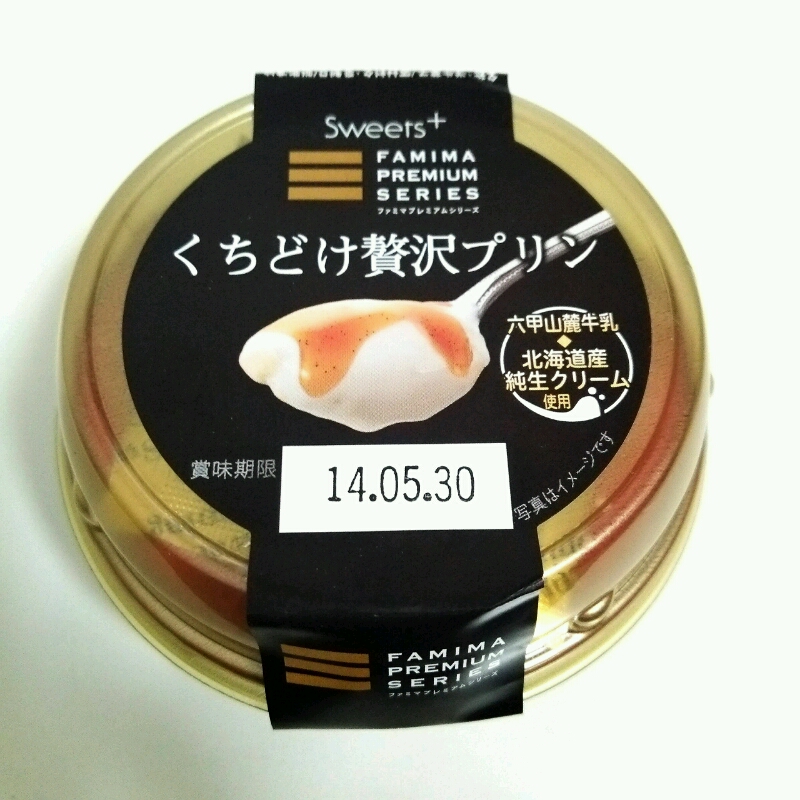 Sweets+
FAMIMA
PREMIUM
SERIES
ファミマプレミアムシリーズ
くちどけ贅沢プリン
六甲山麓牛乳
北海道産
純生クリーム
使用
賞味期限
14.05.30
写真はイメージです
FAMIMA
PREMIUM
SERIES
ファミマプレミアムシリーズ